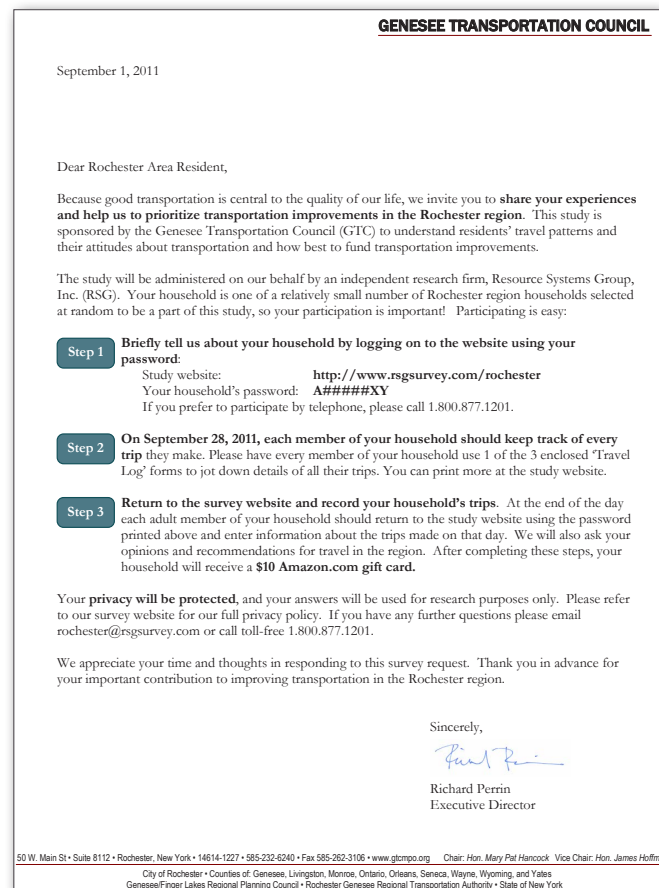 GENESEE TRANSPORTATION COUNCIL
September 1, 2011
Dear Rochester Area Resident,
Because good transportation is central to the quality of our life, we invite you to share your experiences
and help us to prioritize transportation improvements in the Rochester region. This study is
sponsored by the Genesee Transportation Council (GTC) to understand residents' travel patterns and
their attitudes about transportation and how best to fund transportation improvements.
The study will be administered on our behalf by an independent research firm, Resource Systems Group,
Inc. (RSG). Your household is one of a relatively small number of Rochester region households selected
at random to be a part of this study, so your participation is important! Participating is easy:
Step 1
Briefly tell us about your household by logging on to the website using your
password:
Study website: http://www.rsgsurvey.com/rochester
Your household's password: A#####XY
If you prefer to participate by telephone, please call 1.800.877.1201.
Step 2
On September 28, 2011, each member of your household should keep track of every
trip they make. Please have every member of your household use 1 of the 3 enclosed 'Travel
Log' forms to jot down details of all their trips. You can print more at the study website.
Step 3
Return to the survey website and record your household's trips. At the end of the day
each adult member of your household should return to the study website using the password
printed above and enter information about the trips made on that day. We will also ask your
opinions and recommendations for travel in the region. After completing these steps, your
household will receive a $10 Amazon.com gift card.
Your privacy will be protected, and your answers will be used for research purposes only. Please refer
to our survey website for our full privacy policy. If you have any further questions please email
rochester@rsgsurvey.com or call toll-free 1.800.877.1201.
We appreciate your time and thoughts in responding to this survey request. Thank you in advance for
your important contribution to improving transportation in the Rochester region.
Sincerely,
Richard Perrin
Executive Director
50 W. Main St • Suite 8112 • Rochester, New York • 14614-1227 • 585-232-6240 • Fax 585-262-3106 • www.gtcmpo.org Chair: Hon. Mary Pat Hancock Vice Chair: Hon. James Hoffm
City of Rochester • Counties of: Genesee, Livingston, Monroe, Ontario, Orleans, Seneca, Wayne, Wyoming, and Yates
Genesee/Finger Lakes Regional Planning Council • Rochester Genesee Regional Transportation Authority • State of New York